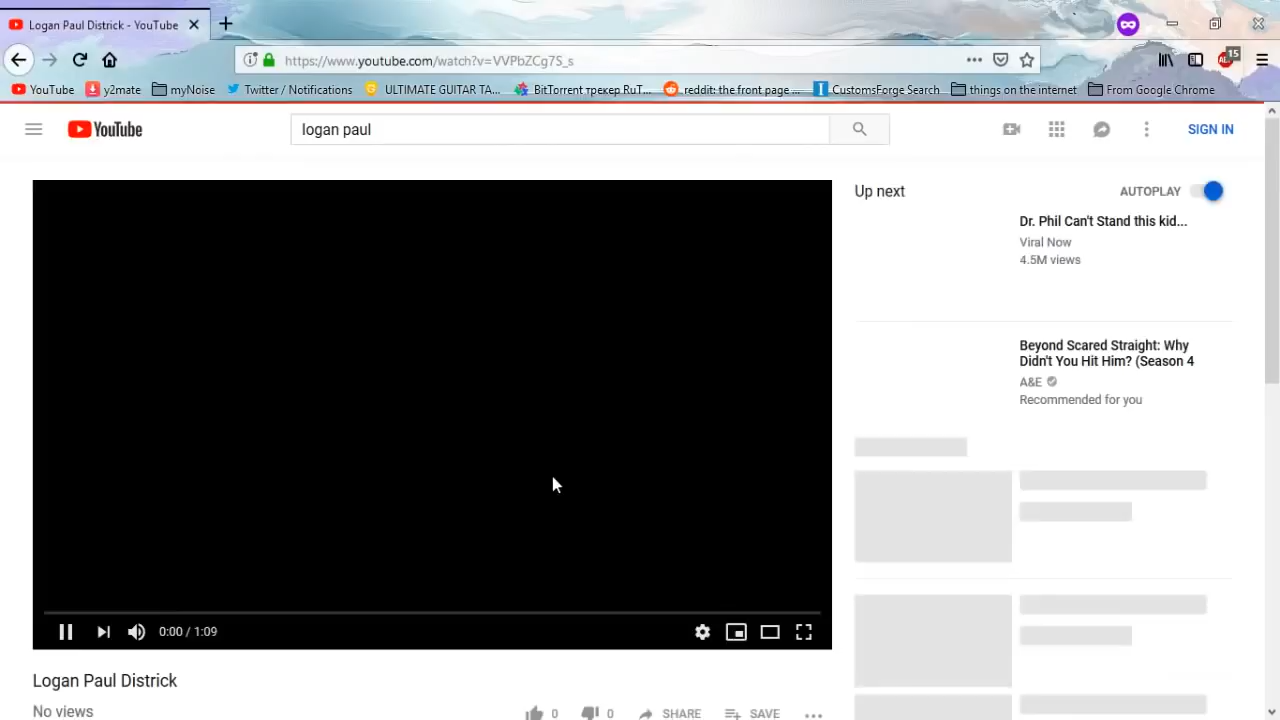 Logan Paul Districk - YouTube
https://www.youtube.com/watch?v=VVPbZCg7S_s
15
YouTube
y2mate
myNoise
Twitter / Notifications
ULTIMATE GUITAR TA...
BitTorrent трекер RuT...
reddit: the front page ...
CustomsForge Search
things on the internet
From Google Chrome
YouTube
logan paul
SIGN IN
Up next
AUTOPLAY
Dr. Phil Can't Stand this kid...
Viral Now
4.5M views
Beyond Scared Straight: Why
Didn't You Hit Him? (Season 4
A&E
Recommended for you
0:00 / 1:09
Logan Paul Districk
No views
0
0
SHARE
SAVE